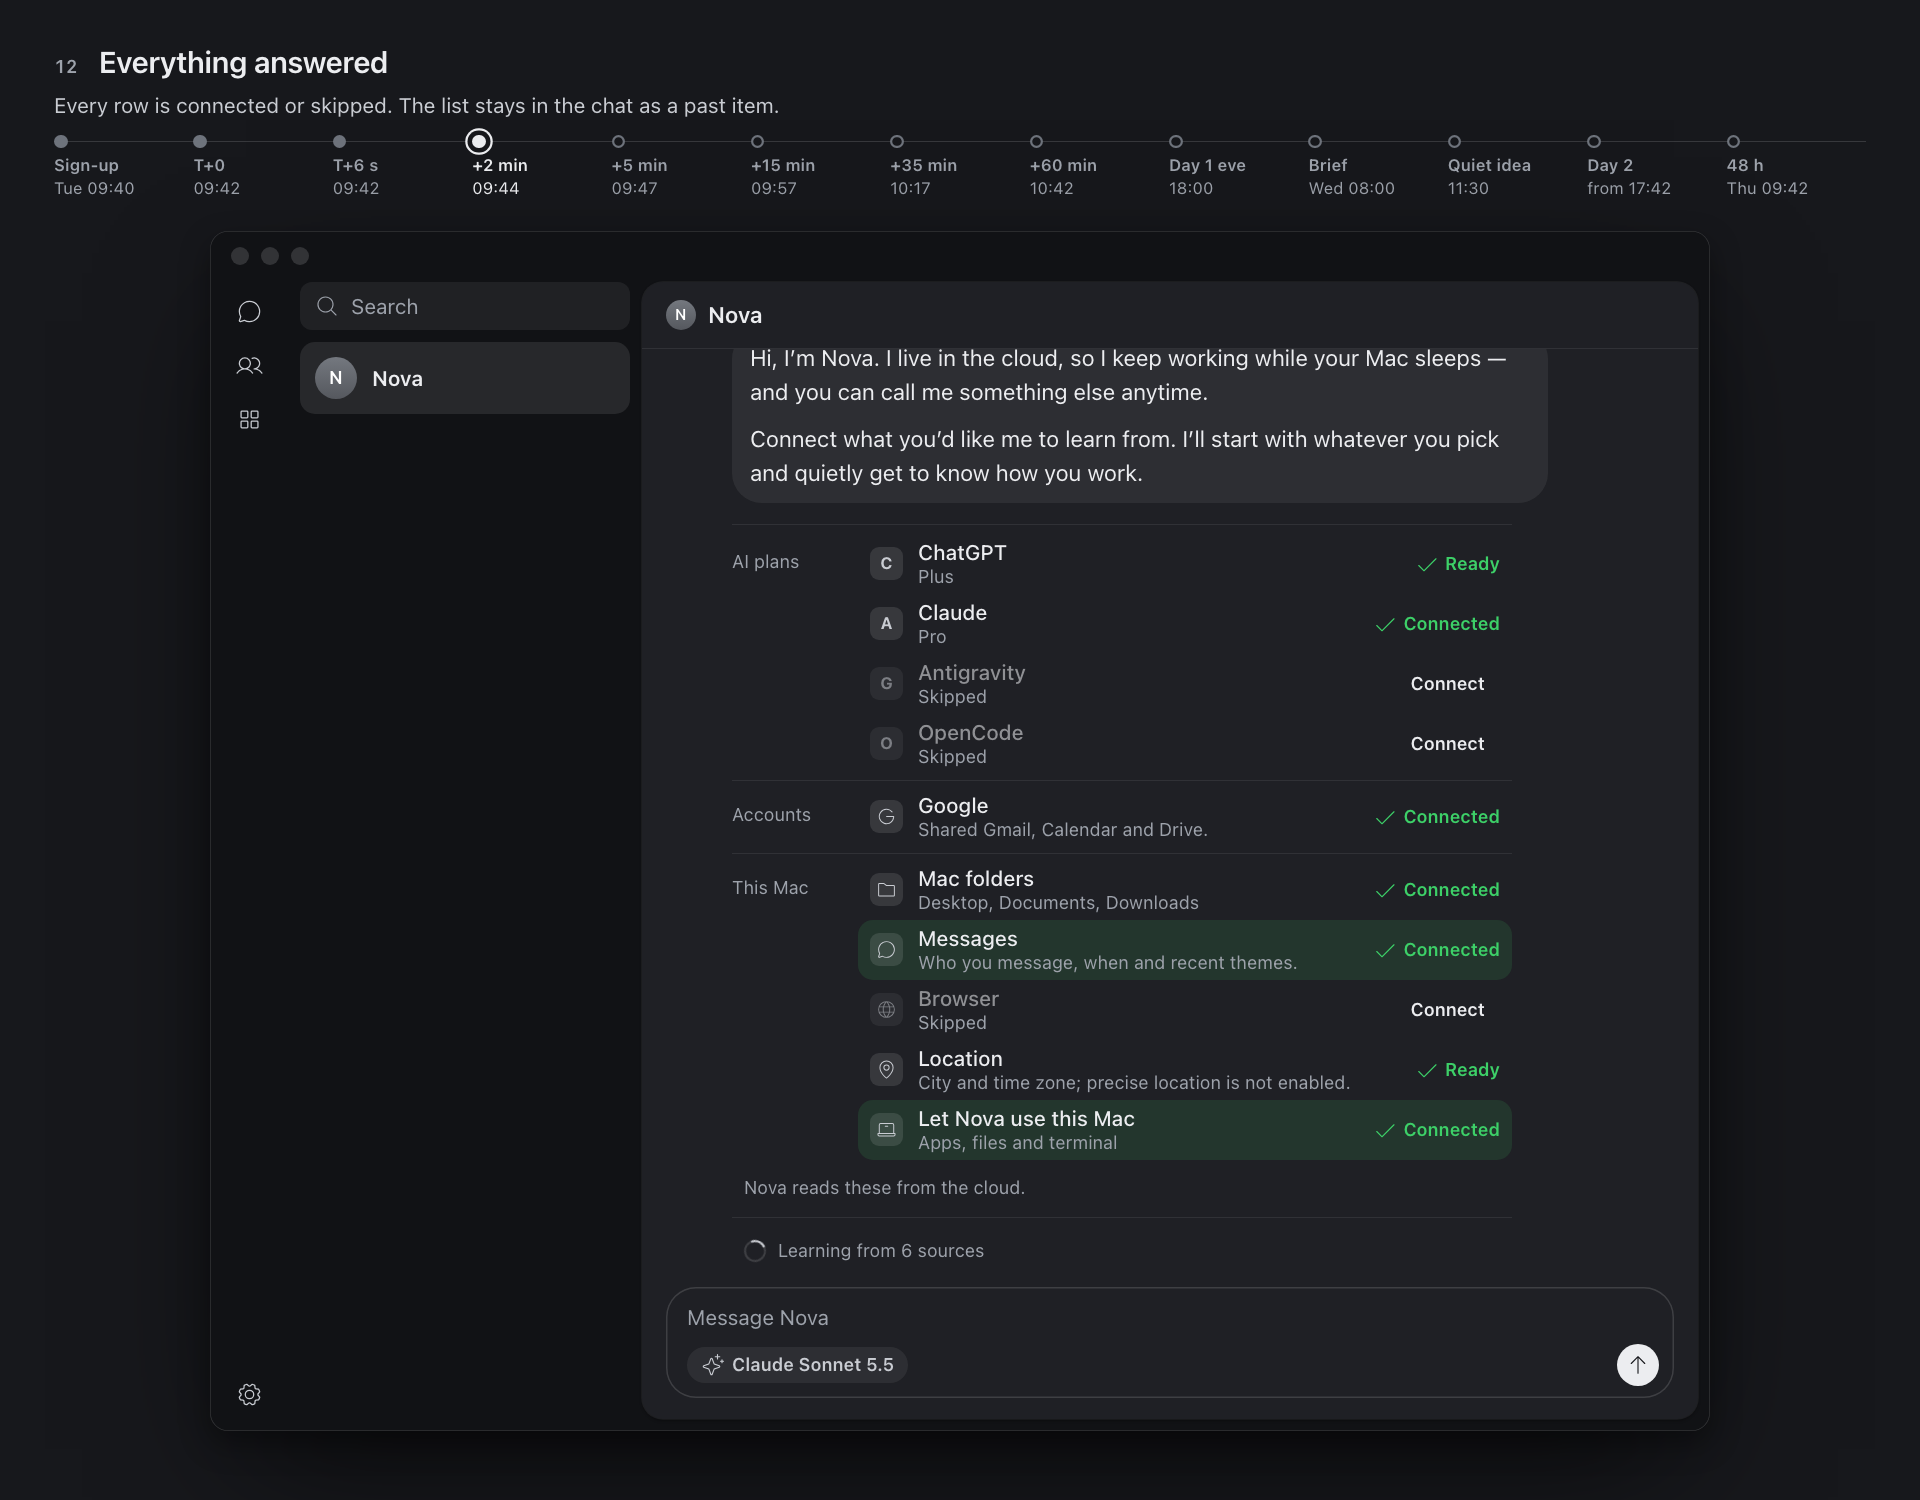 12 Everything answered
Every row is connected or skipped. The list stays in the chat as a past item.
Sign-up
Tue 09:40
T+0
09:42
T+6 s
09:42
+2 min
09:44
+5 min
09:47
+15 min
09:57
+35 min
10:17
+60 min
10:42
Day 1 eve
18:00
Brief
Wed 08:00
Quiet idea
11:30
Day 2
from 17:42
48 h
Thu 09:42
Search
N Nova
N Nova
Hi, I’m Nova. I live in the cloud, so I keep working while your Mac sleeps —
and you can call me something else anytime.
Connect what you’d like me to learn from. I’ll start with whatever you pick
and quietly get to know how you work.
AI plans
C ChatGPT
Plus
Ready
A Claude
Pro
Connected
G Antigravity
Skipped
Connect
O OpenCode
Skipped
Connect
Accounts
Google
Shared Gmail, Calendar and Drive.
Connected
This Mac
Mac folders
Desktop, Documents, Downloads
Connected
Messages
Who you message, when and recent themes.
Connected
Browser
Skipped
Connect
Location
City and time zone; precise location is not enabled.
Ready
Let Nova use this Mac
Apps, files and terminal
Connected
Nova reads these from the cloud.
Learning from 6 sources
Message Nova
Claude Sonnet 5.5